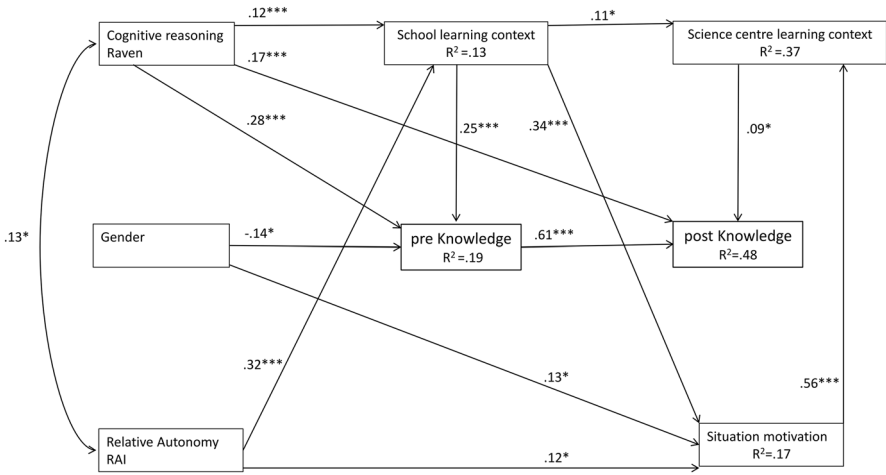 .12***
.11*
Cognitive reasoning
Raven
School learning context
R²=.13
Science centre learning context
R²=.37
.17***
.28***
.25***
.34***
.09*
.13*
Gender
-.14*
pre Knowledge
R²=.19
.61***
post Knowledge
R²=.48
.32***
.13*
.56***
Relative Autonomy
RAI
.12*
Situation motivation
R²=.17